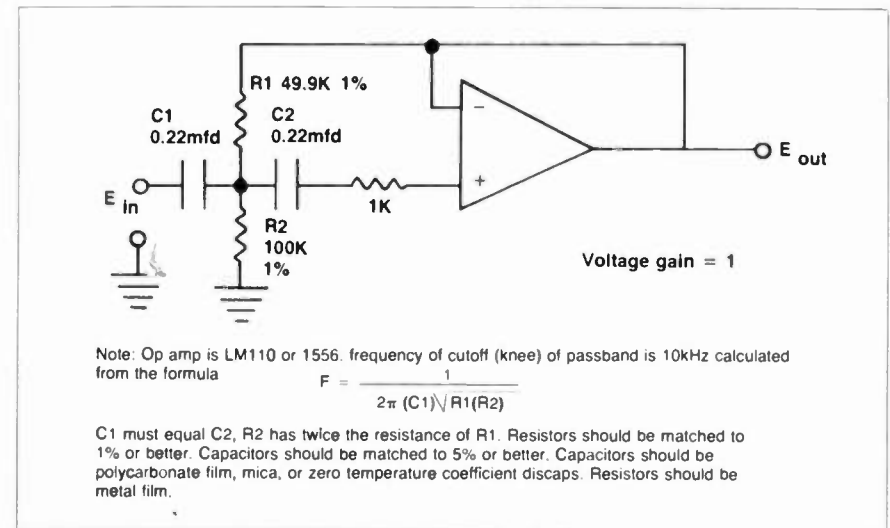 R1 49.9K 1%
C1
0.22mfd
C2
0.22mfd
−
+
E in
E out
1K
R2
100K
1%
Voltage gain = 1
Note: Op amp is LM110 or 1556. frequency of cutoff (knee) of passband is 10kHz calculated
from the formula
F = 1 / 2π (C1)√R1(R2)
C1 must equal C2, R2 has twice the resistance of R1. Resistors should be matched to
1% or better. Capacitors should be matched to 5% or better. Capacitors should be
polycarbonate film, mica, or zero temperature coefficient discaps. Resistors should be
metal film.